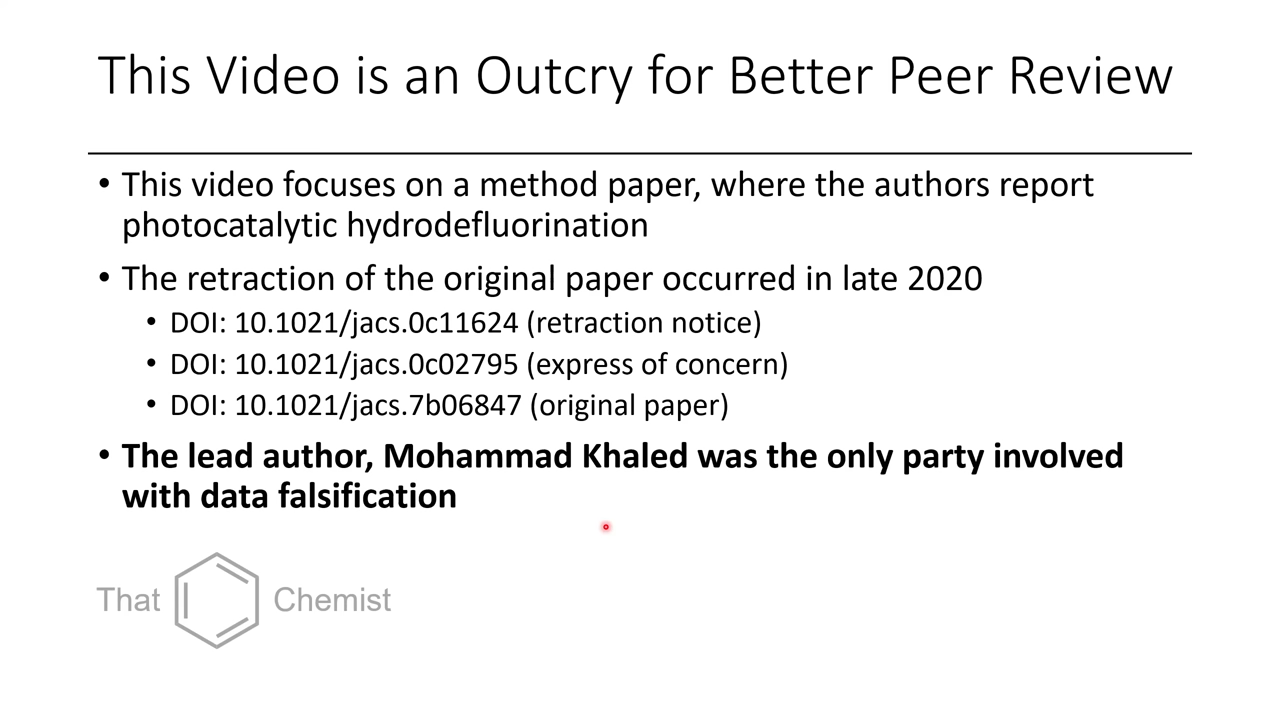 This Video is an Outcry for Better Peer Review
• This video focuses on a method paper, where the authors report
photocatalytic hydrodefluorination
• The retraction of the original paper occurred in late 2020
• DOI: 10.1021/jacs.0c11624 (retraction notice)
• DOI: 10.1021/jacs.0c02795 (express of concern)
• DOI: 10.1021/jacs.7b06847 (original paper)
• The lead author, Mohammad Khaled was the only party involved
with data falsification
That Chemist